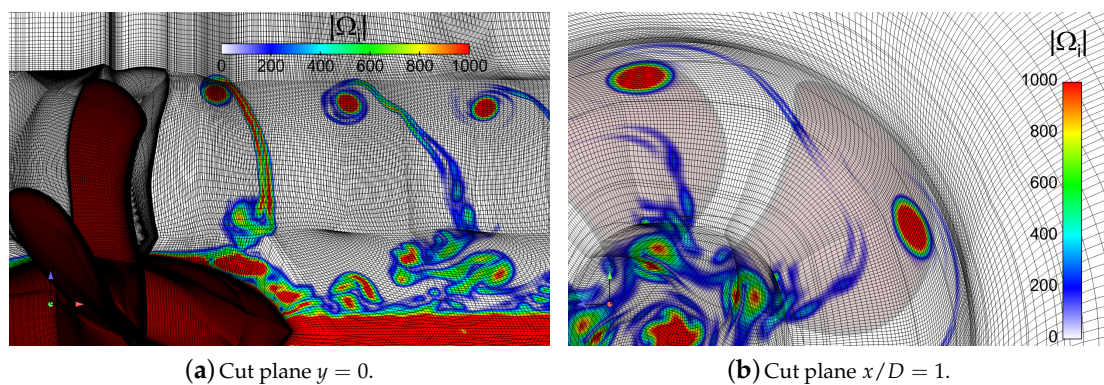 |Ωᵢ|
0 200 400 600 800 1000
|Ωᵢ|
1000
800
600
400
200
0
(a) Cut plane y = 0.
(b) Cut plane x/D = 1.